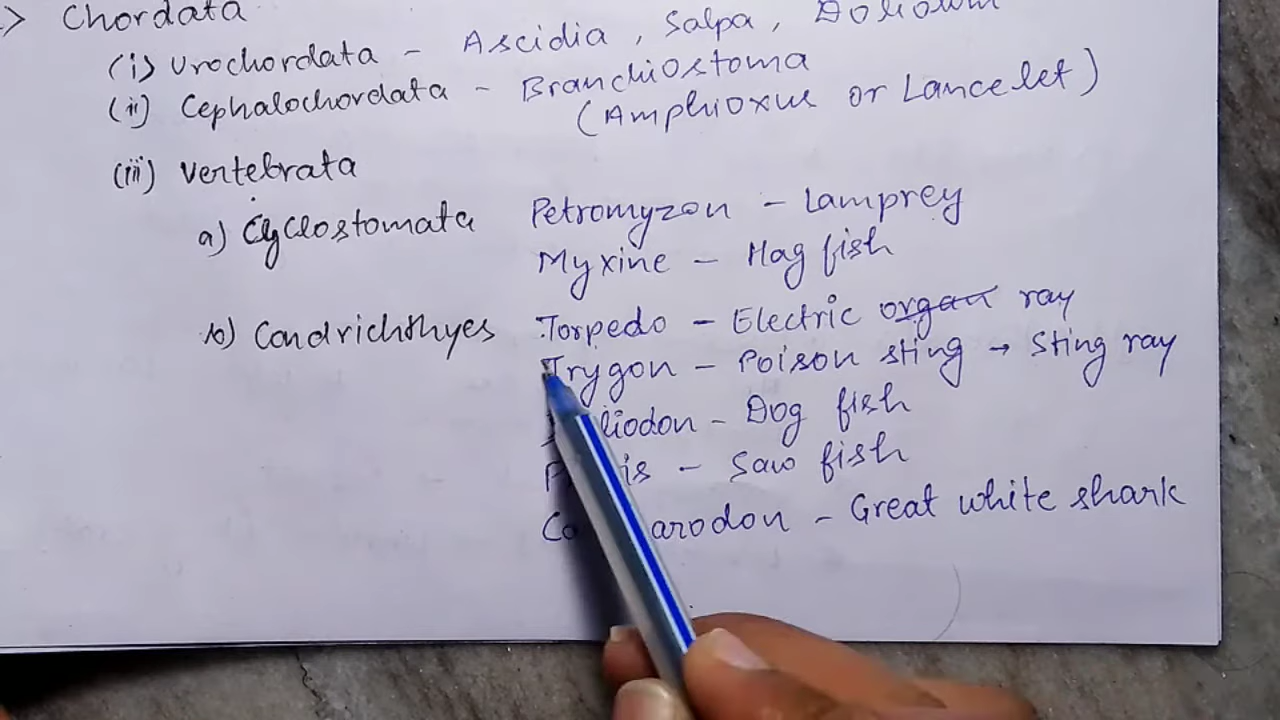 Chordata
(i) Urochordata - Ascidia, Salpa, Doliolum
(ii) Cephalochordata - Branchiostoma
(Amphioxus or Lancelet)
(iii) Vertebrata
a) Cyclostomata Petromyzon - Lamprey
Myxine - Hag fish
b) Condrichthyes Torpedo - Electric organ ray
Trygon - Poison sting → Sting ray
- Dog fish
- Saw fish
- Great white shark